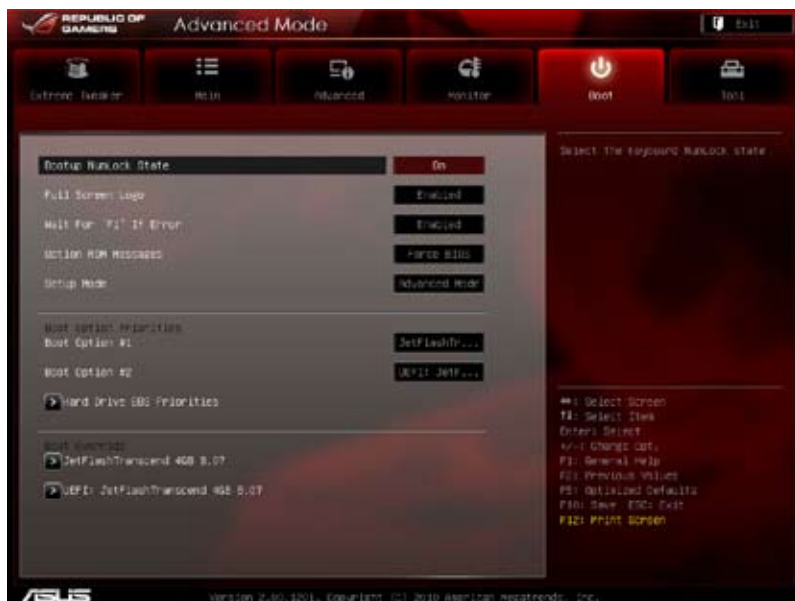 REPUBLIC OF
GAMERS
Advanced Mode
Exit
Extreme Tweaker
Main
Advanced
Monitor
Boot
Tool
Bootup NumLock State
On
Select the Keyboard NumLock state
Full Screen Logo
Enabled
Wait For 'F1' If Error
Enabled
Option ROM Messages
Force BIOS
Setup Mode
Advanced Mode
Boot Option Priorities
Boot Option #1
JetFlashTr...
Boot Option #2
UEFI: JetF...
Hard Drive BBS Priorities
Boot Override
JetFlashTranscend 4GB 8.07
UEFI: JetFlashTranscend 4GB 8.07
: Select Screen
: Select Item
Enter: Select
+/-: Change Opt.
F1: General Help
F2: Previous Values
F5: Optimized Defaults
F10: Save ESC: Exit
F12: Print Screen
ASUS
Version 2.00.1201. Copyright (C) 2010 American Megatrends, Inc.